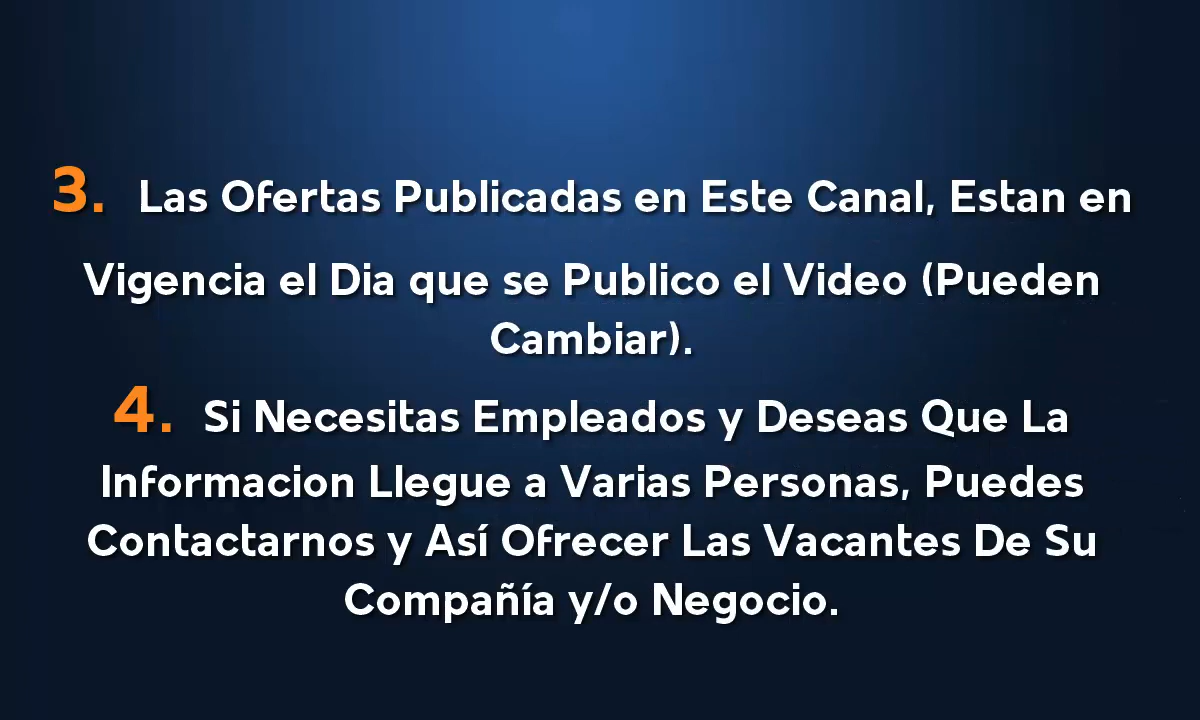 3. Las Ofertas Publicadas en Este Canal, Estan en
Vigencia el Dia que se Publico el Video (Pueden
Cambiar).
4. Si Necesitas Empleados y Deseas Que La
Informacion Llegue a Varias Personas, Puedes
Contactarnos y Así Ofrecer Las Vacantes De Su
Compañía y/o Negocio.